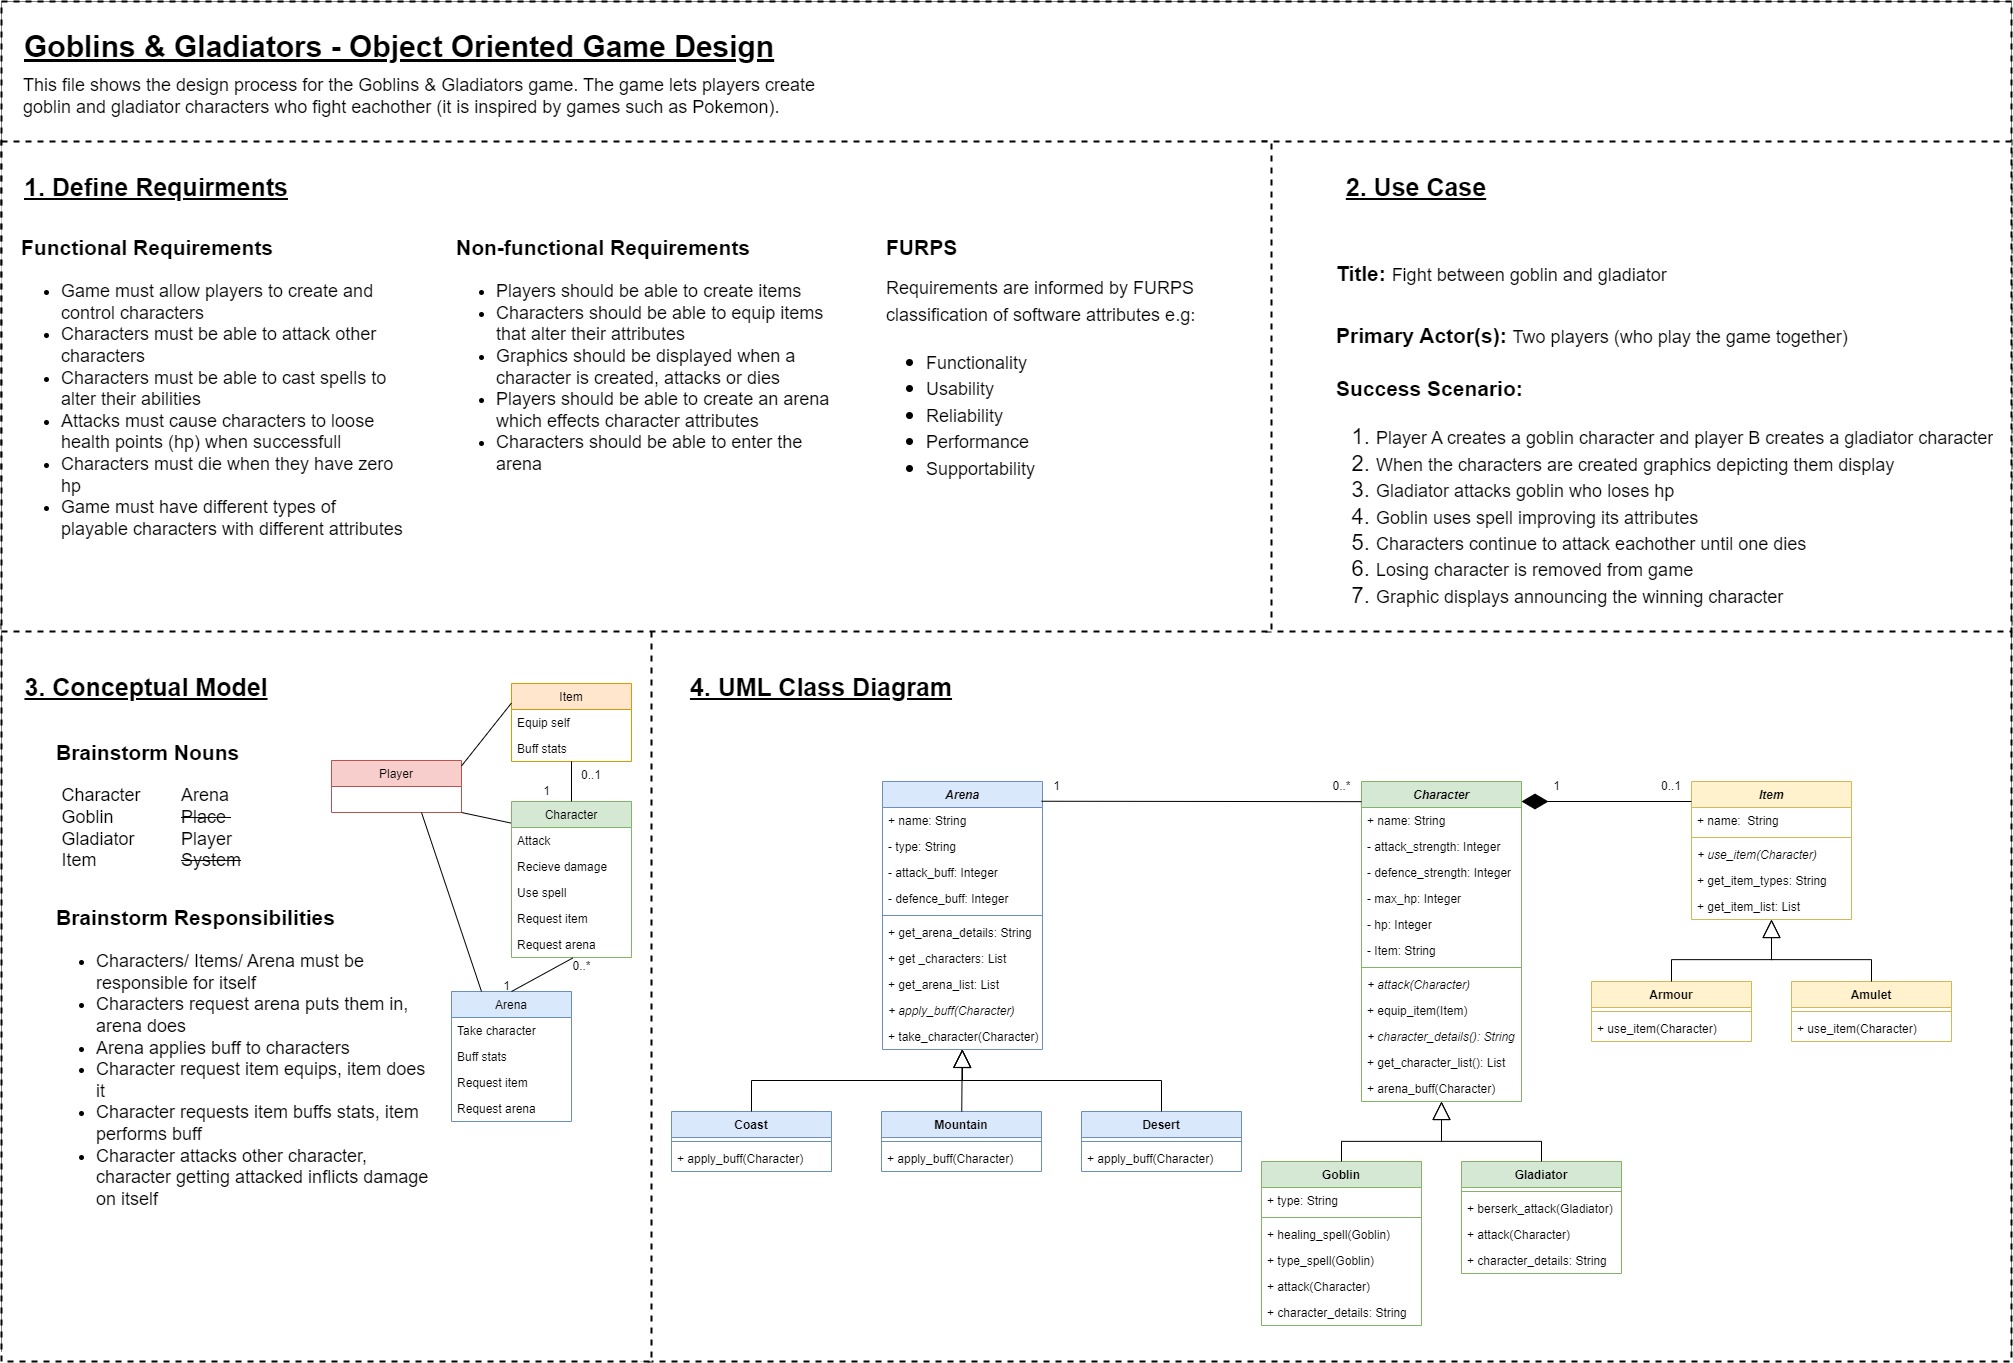 Goblins & Gladiators - Object Oriented Game Design
This file shows the design process for the Goblins & Gladiators game. The game lets players create
goblin and gladiator characters who fight eachother (it is inspired by games such as Pokemon).
1. Define Requirments
Functional Requirements
Game must allow players to create and
control characters
Characters must be able to attack other
characters
Characters must be able to cast spells to
alter their abilities
Attacks must cause characters to loose
health points (hp) when successfull
Characters must die when they have zero
hp
Game must have different types of
playable characters with different attributes
Non-functional Requirements
Players should be able to create items
Characters should be able to equip items
that alter their attributes
Graphics should be displayed when a
character is created, attacks or dies
Players should be able to create an arena
which effects character attributes
Characters should be able to enter the
arena
FURPS
Requirements are informed by FURPS
classification of software attributes e.g:
Functionality
Usability
Reliability
Performance
Supportability
2. Use Case
Title: Fight between goblin and gladiator
Primary Actor(s): Two players (who play the game together)
Success Scenario:
1. Player A creates a goblin character and player B creates a gladiator character
2. When the characters are created graphics depicting them display
3. Gladiator attacks goblin who loses hp
4. Goblin uses spell improving its attributes
5. Characters continue to attack eachother until one dies
6. Losing character is removed from game
7. Graphic displays announcing the winning character
3. Conceptual Model
Brainstorm Nouns
Character Arena
Goblin Place
Gladiator Player
Item System
Brainstorm Responsibilities
Characters/ Items/ Arena must be
responsible for itself
Characters request arena puts them in,
arena does
Arena applies buff to characters
Character request item equips, item does
it
Character requests item buffs stats, item
performs buff
Character attacks other character,
character getting attacked inflicts damage
on itself
Item
Equip self
Buff stats
Player
0..1
1
Character
Attack
Recieve damage
Use spell
Request item
Request arena
0..*
1
Arena
Take character
Buff stats
Request item
Request arena
4. UML Class Diagram
Arena
+ name: String
- type: String
- attack_buff: Integer
- defence_buff: Integer
+ get_arena_details: String
+ get _characters: List
+ get_arena_list: List
+ apply_buff(Character)
+ take_character(Character)
1
0..*
Coast
+ apply_buff(Character)
Mountain
+ apply_buff(Character)
Desert
+ apply_buff(Character)
Character
+ name: String
- attack_strength: Integer
- defence_strength: Integer
- max_hp: Integer
- hp: Integer
- Item: String
+ attack(Character)
+ equip_item(Item)
+ character_details(): String
+ get_character_list(): List
+ arena_buff(Character)
1
0..1
Goblin
+ type: String
+ healing_spell(Goblin)
+ type_spell(Goblin)
+ attack(Character)
+ character_details: String
Gladiator
+ berserk_attack(Gladiator)
+ attack(Character)
+ character_details: String
Item
+ name: String
+ use_item(Character)
+ get_item_types: String
+ get_item_list: List
Armour
+ use_item(Character)
Amulet
+ use_item(Character)